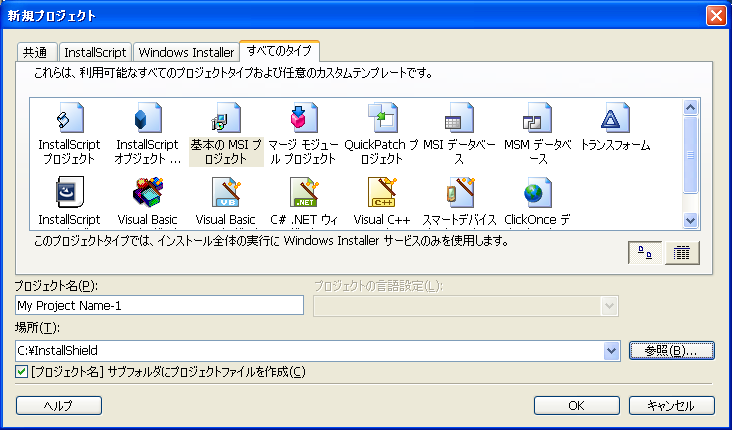 新規プロジェクト
共通 InstallScript Windows Installer すべてのタイプ
これらは、利用可能なすべてのプロジェクトタイプおよび任意のカスタムテンプレートです。
InstallScript プロジェクト
InstallScript オブジェクト ...
基本の MSI プロジェクト
マージ モジュール プロジェクト
QuickPatch プロジェクト
MSI データベース
MSM データベース
トランスフォーム
InstallScript
Visual Basic
Visual Basic
C# .NET ウィ
Visual C++
スマートデバイス
ClickOnce デ
このプロジェクトタイプでは、インストール全体の実行に Windows Installer サービスのみを使用します。
プロジェクト名(P):
プロジェクトの言語設定(L):
My Project Name-1
場所(T):
C:¥InstallShield
参照(B)...
[プロジェクト名] サブフォルダにプロジェクトファイルを作成(C)
ヘルプ
OK
キャンセル